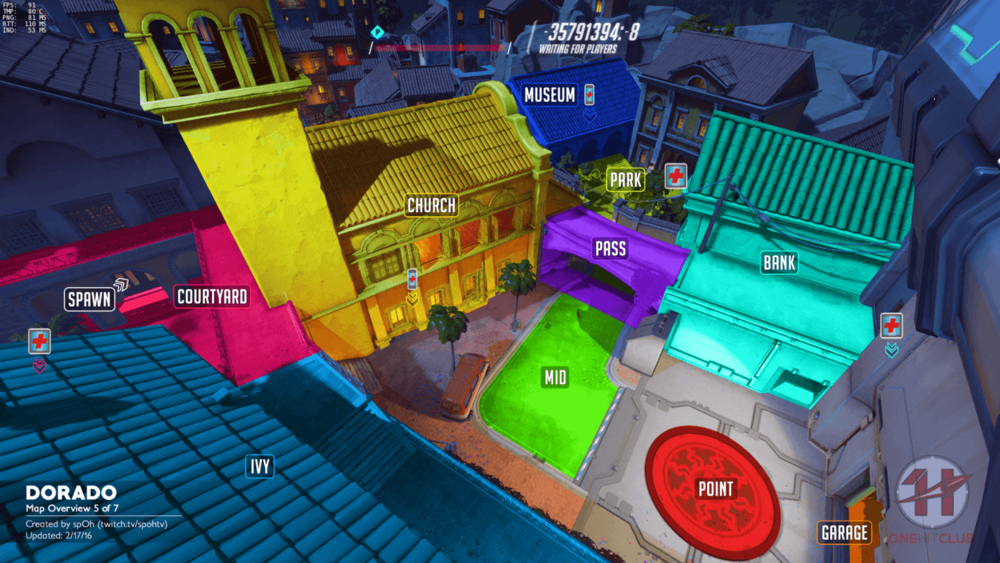 FPS: 91
TMP: 80 C
PNG: 81 MS
RTT: 110 MS
IND: 53 MS
P
-35791394:-8
WAITING FOR PLAYERS
MUSEUM
PARK
CHURCH
PASS
BANK
SPAWN
COURTYARD
MID
IVY
POINT
GARAGE
DORADO
Map Overview 5 of 7
Created by spOh (twitch.tv/spohtv)
Updated: 2/17/16
1H
ONEHITCLUB